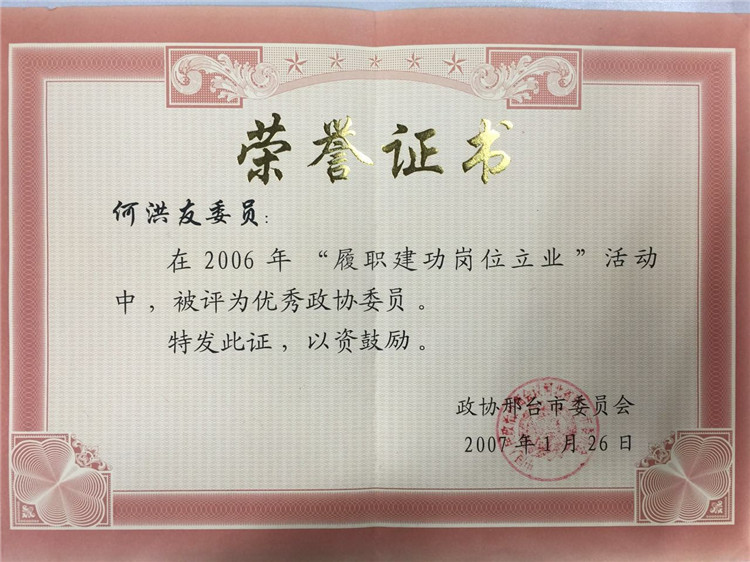 荣誉证书
何洪友委员：
在2006年“履职建功岗位立业”活动
中，被评为优秀政协委员。
特发此证，以资鼓励。
政协邢台市委员会
2007年1月26日